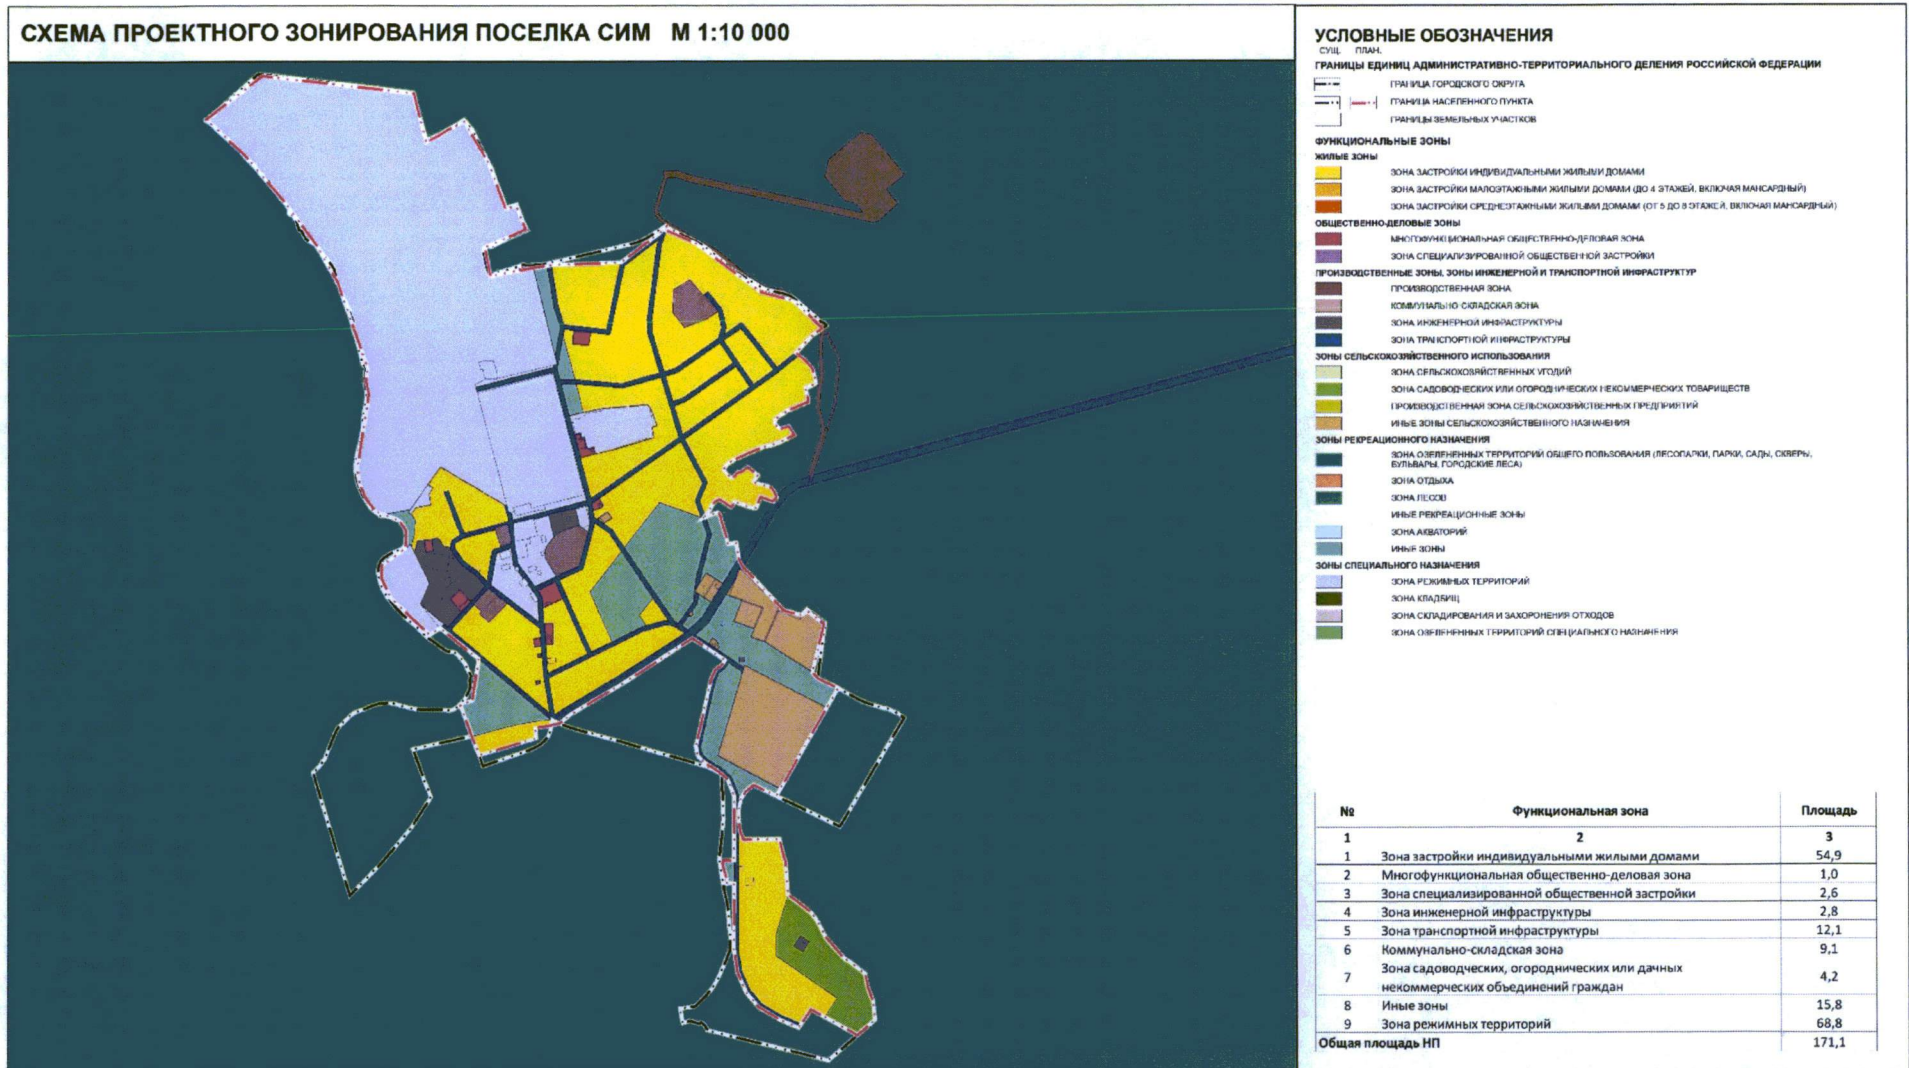 СХЕМА ПРОЕКТНОГО ЗОНИРОВАНИЯ ПОСЕЛКА СИМ М 1:10 000
УСЛОВНЫЕ ОБОЗНАЧЕНИЯ
СУЩ. ПЛАН.
ГРАНИЦЫ ЕДИНИЦ АДМИНИСТРАТИВНО-ТЕРРИТОРИАЛЬНОГО ДЕЛЕНИЯ РОССИЙСКОЙ ФЕДЕРАЦИИ
ГРАНИЦА ГОРОДСКОГО ОКРУГА
ГРАНИЦА НАСЕЛЕННОГО ПУНКТА
ГРАНИЦЫ ЗЕМЕЛЬНЫХ УЧАСТКОВ
ФУНКЦИОНАЛЬНЫЕ ЗОНЫ
ЖИЛЫЕ ЗОНЫ
ЗОНА ЗАСТРОЙКИ ИНДИВИДУАЛЬНЫМИ ЖИЛЫМИ ДОМАМИ
ЗОНА ЗАСТРОЙКИ МАЛОЭТАЖНЫМИ ЖИЛЫМИ ДОМАМИ (ДО 4 ЭТАЖЕЙ, ВКЛЮЧАЯ МАНСАРДНЫЙ)
ЗОНА ЗАСТРОЙКИ СРЕДНЕЭТАЖНЫМИ ЖИЛЫМИ ДОМАМИ (ОТ 5 ДО 8 ЭТАЖЕЙ, ВКЛЮЧАЯ МАНСАРДНЫЙ)
ОБЩЕСТВЕННО-ДЕЛОВЫЕ ЗОНЫ
МНОГОФУНКЦИОНАЛЬНАЯ ОБЩЕСТВЕННО-ДЕЛОВАЯ ЗОНА
ЗОНА СПЕЦИАЛИЗИРОВАННОЙ ОБЩЕСТВЕННОЙ ЗАСТРОЙКИ
ПРОИЗВОДСТВЕННЫЕ ЗОНЫ, ЗОНЫ ИНЖЕНЕРНОЙ И ТРАНСПОРТНОЙ ИНФРАСТРУКТУР
ПРОИЗВОДСТВЕННАЯ ЗОНА
КОММУНАЛЬНО-СКЛАДСКАЯ ЗОНА
ЗОНА ИНЖЕНЕРНОЙ ИНФРАСТРУКТУРЫ
ЗОНА ТРАНСПОРТНОЙ ИНФРАСТРУКТУРЫ
ЗОНЫ СЕЛЬСКОХОЗЯЙСТВЕННОГО ИСПОЛЬЗОВАНИЯ
ЗОНА СЕЛЬСКОХОЗЯЙСТВЕННЫХ УГОДИЙ
ЗОНА САДОВОДЧЕСКИХ ИЛИ ОГОРОДНИЧЕСКИХ НЕКОММЕРЧЕСКИХ ТОВАРИЩЕСТВ
ПРОИЗВОДСТВЕННАЯ ЗОНА СЕЛЬСКОХОЗЯЙСТВЕННЫХ ПРЕДПРИЯТИЙ
ИНЫЕ ЗОНЫ СЕЛЬСКОХОЗЯЙСТВЕННОГО НАЗНАЧЕНИЯ
ЗОНЫ РЕКРЕАЦИОННОГО НАЗНАЧЕНИЯ
ЗОНА ОЗЕЛЕНЕННЫХ ТЕРРИТОРИЙ ОБЩЕГО ПОЛЬЗОВАНИЯ (ЛЕСОПАРКИ, ПАРКИ, САДЫ, СКВЕРЫ,
БУЛЬВАРЫ, ГОРОДСКИЕ ЛЕСА)
ЗОНА ОТДЫХА
ЗОНА ЛЕСОВ
ИНЫЕ РЕКРЕАЦИОННЫЕ ЗОНЫ
ЗОНА АКВАТОРИЙ
ИНЫЕ ЗОНЫ
ЗОНЫ СПЕЦИАЛЬНОГО НАЗНАЧЕНИЯ
ЗОНА РЕЖИМНЫХ ТЕРРИТОРИЙ
ЗОНА КЛАДБИЩ
ЗОНА СКЛАДИРОВАНИЯ И ЗАХОРОНЕНИЯ ОТХОДОВ
ЗОНА ОЗЕЛЕНЕННЫХ ТЕРРИТОРИЙ СПЕЦИАЛЬНОГО НАЗНАЧЕНИЯ
№ Функциональная зона Площадь
1 2 3
1 Зона застройки индивидуальными жилыми домами 54,9
2 Многофункциональная общественно-деловая зона 1,0
3 Зона специализированной общественной застройки 2,6
4 Зона инженерной инфраструктуры 2,8
5 Зона транспортной инфраструктуры 12,1
6 Коммунально-складская зона 9,1
7 Зона садоводческих, огороднических или дачных
некоммерческих объединений граждан 4,2
8 Иные зоны 15,8
9 Зона режимных территорий 68,8
Общая площадь НП 171,1